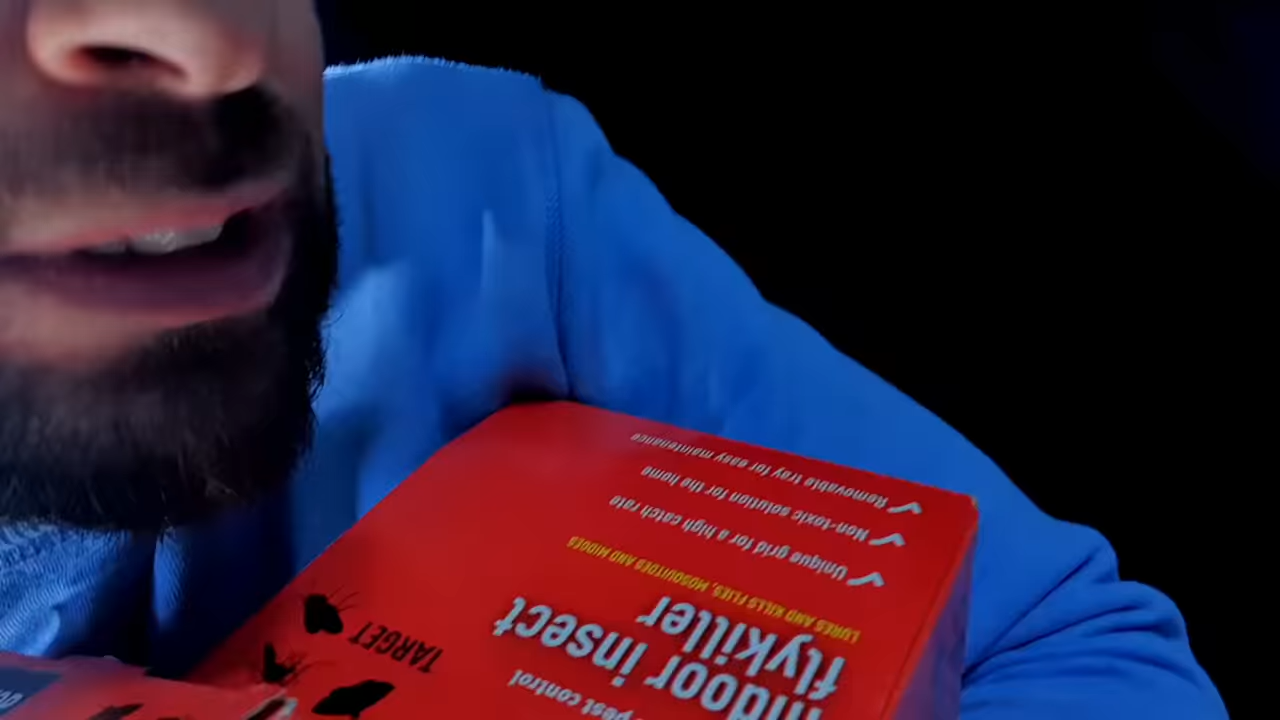 pest control
indoor insect
flykiller
LURES AND KILLS FLIES, MOSQUITOES AND MIDGES
Unique grid for a high catch rate
Non-toxic solution for the home
Removable tray for easy maintenance
TARGET